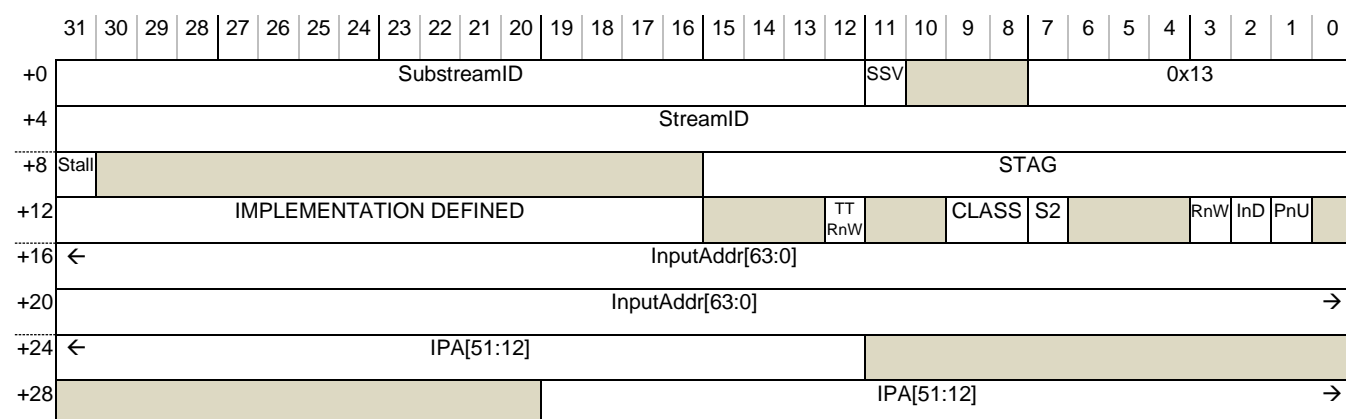 31 30 29 28 27 26 25 24 23 22 21 20 19 18 17 16 15 14 13 12 11 10 9 8 7 6 5 4 3 2 1 0
+0 SubstreamID SSV 0x13
+4 StreamID
+8 Stall STAG
+12 IMPLEMENTATION DEFINED TT RnW CLASS S2 RnW InD PnU
+16 ← InputAddr[63:0]
+20 InputAddr[63:0] →
+24 ← IPA[51:12]
+28 IPA[51:12] →